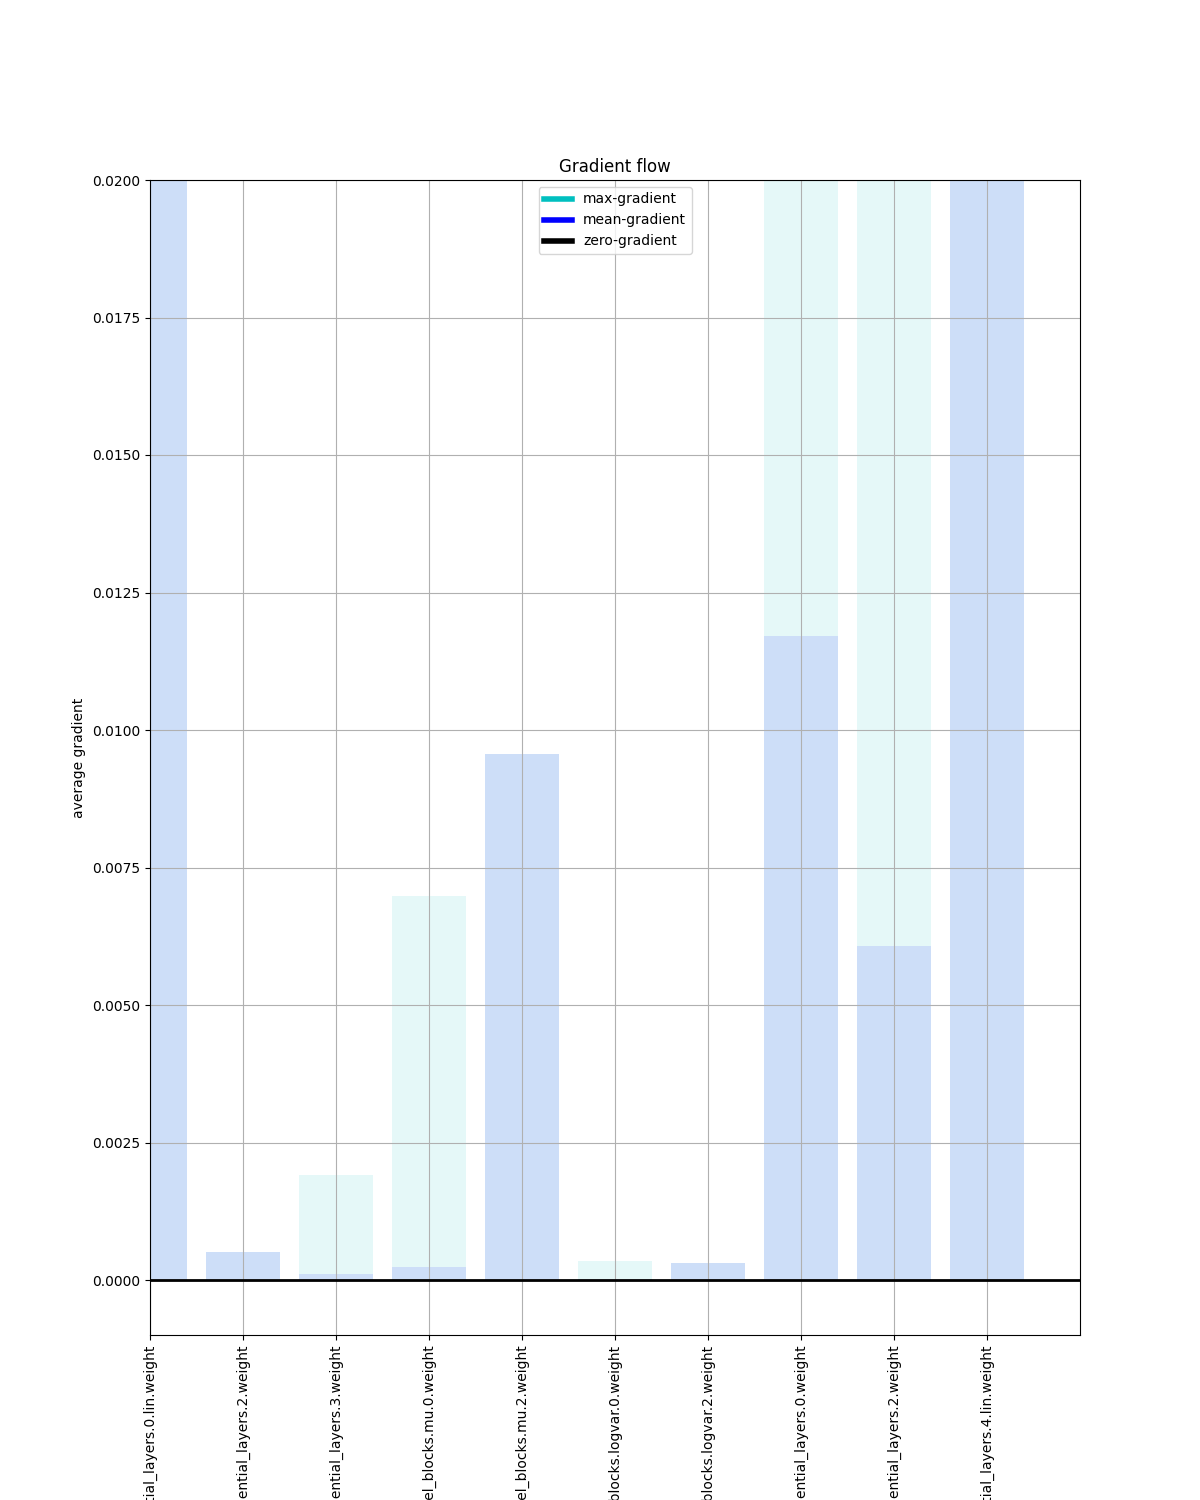 Gradient flow
max-gradient
mean-gradient
zero-gradient
average gradient
0.0200
0.0175
0.0150
0.0125
0.0100
0.0075
0.0050
0.0025
0.0000
tial_layers.0.lin.weight
ential_layers.2.weight
ential_layers.3.weight
el_blocks.mu.0.weight
el_blocks.mu.2.weight
blocks.logvar.0.weight
blocks.logvar.2.weight
ential_layers.0.weight
ential_layers.2.weight
tial_layers.4.lin.weight